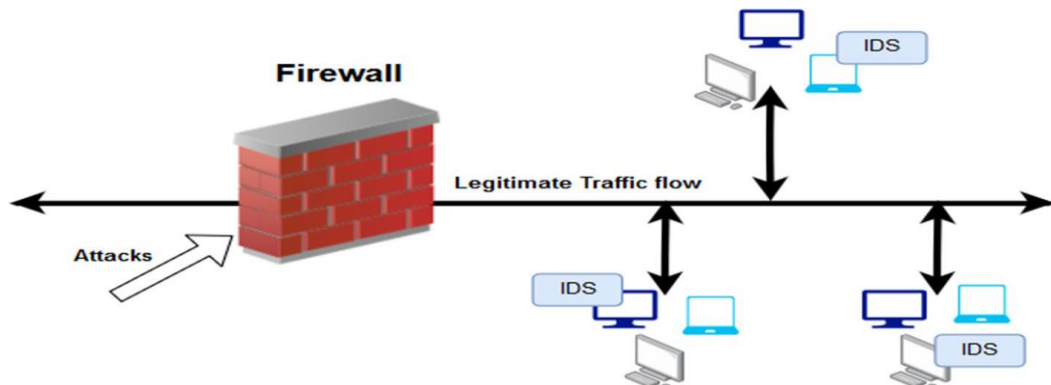 IDS
Firewall
Legitimate Traffic flow
Attacks
IDS
IDS